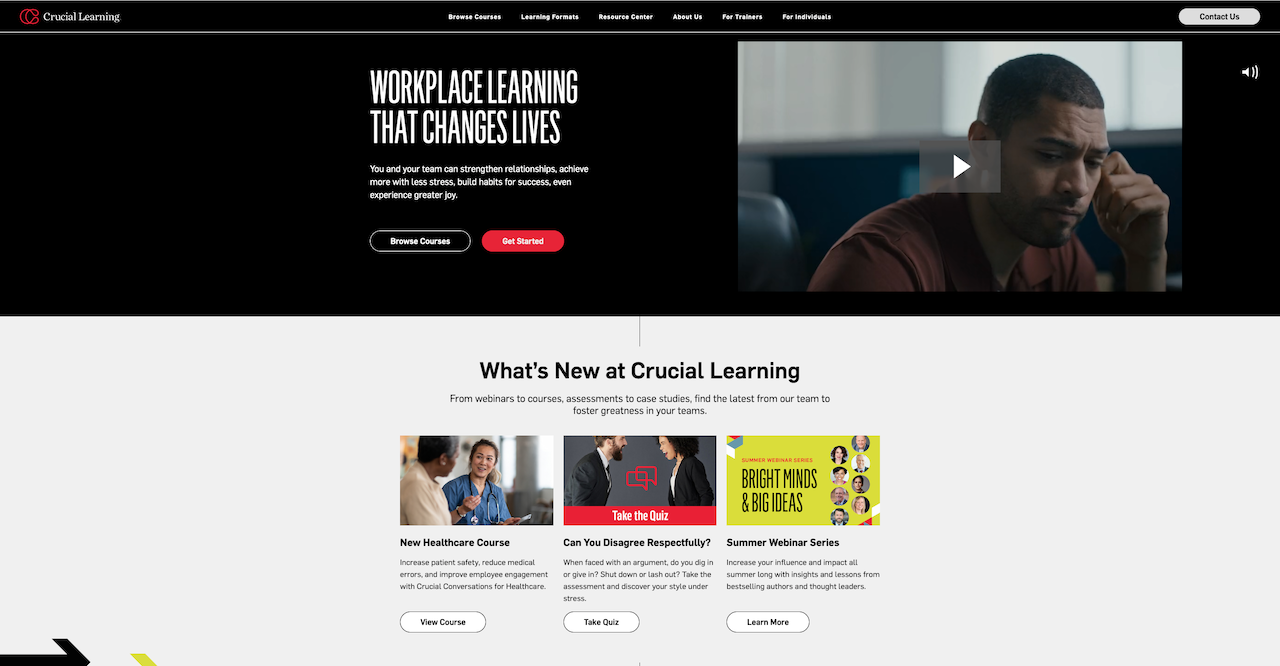 Crucial Learning
Browse Courses
Learning Formats
Resource Center
About Us
For Trainers
For Individuals
Contact Us
WORKPLACE LEARNING
THAT CHANGES LIVES
You and your team can strengthen relationships, achieve
more with less stress, build habits for success, even
experience greater joy.
Browse Courses
Get Started
What’s New at Crucial Learning
From webinars to courses, assessments to case studies, find the latest from our team to
foster greatness in your teams.
New Healthcare Course
Increase patient safety, reduce medical
errors, and improve employee engagement
with Crucial Conversations for Healthcare.
View Course
Take the Quiz
Can You Disagree Respectfully?
When faced with an argument, do you dig in
or give in? Shut down or lash out? Take the
assessment and discover your style under
stress.
Take Quiz
SUMMER WEBINAR SERIES
BRIGHT MINDS
& BIG IDEAS
Summer Webinar Series
Increase your influence and impact all
summer long with insights and lessons from
bestselling authors and thought leaders.
Learn More